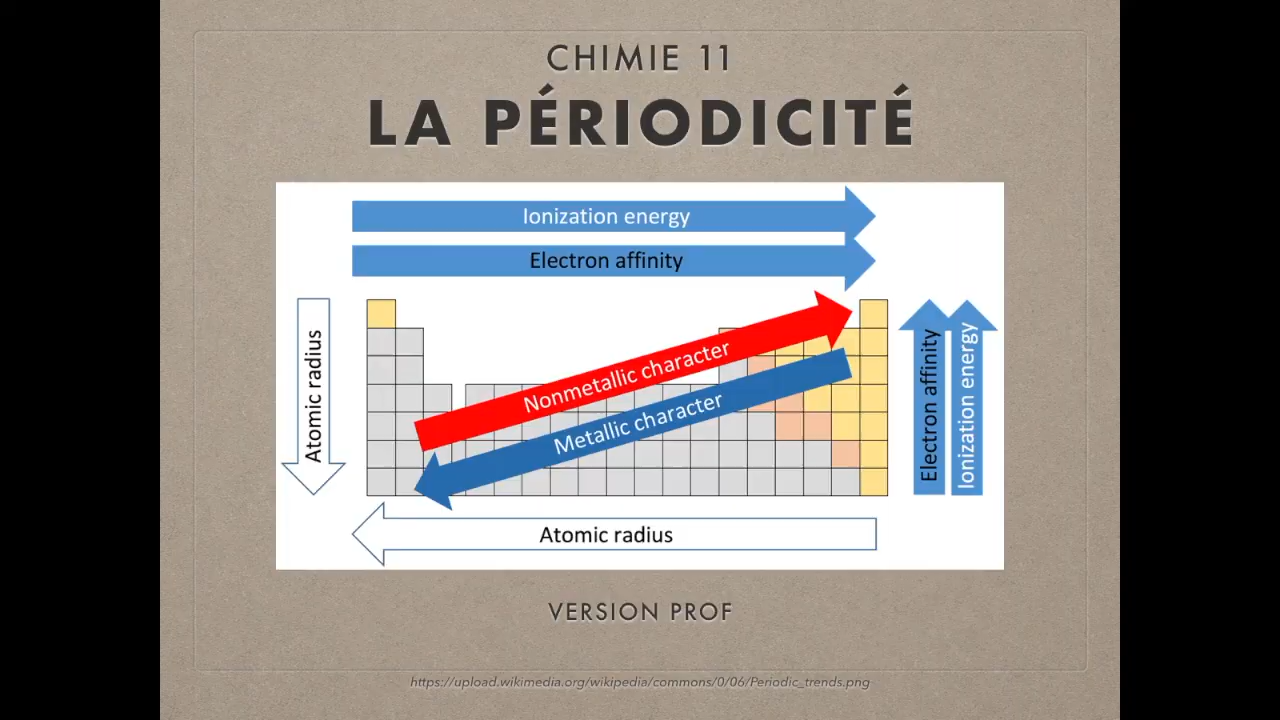 CHIMIE 11
LA PÉRIODICITÉ
Ionization energy
Electron affinity
Atomic radius
Nonmetallic character
Metallic character
Electron affinity
Ionization energy
Atomic radius
VERSION PROF
https://upload.wikimedia.org/wikipedia/commons/0/06/Periodic_trends.png